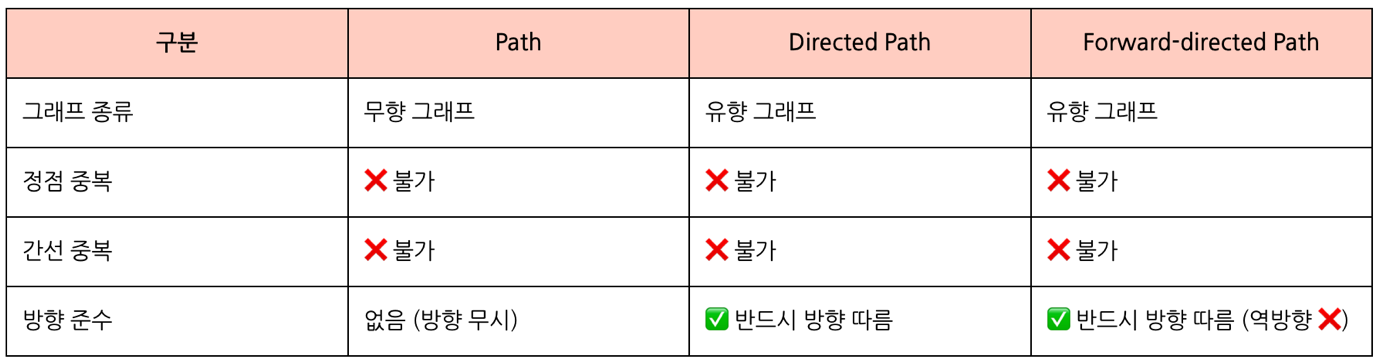 구분 Path Directed Path Forward-directed Path
그래프 종류 무향 그래프 유향 그래프 유향 그래프
정점 중복 ❌ 불가 ❌ 불가 ❌ 불가
간선 중복 ❌ 불가 ❌ 불가 ❌ 불가
방향 준수 없음 (방향 무시) ✅ 반드시 방향 따름 ✅ 반드시 방향 따름 (역방향 ❌)